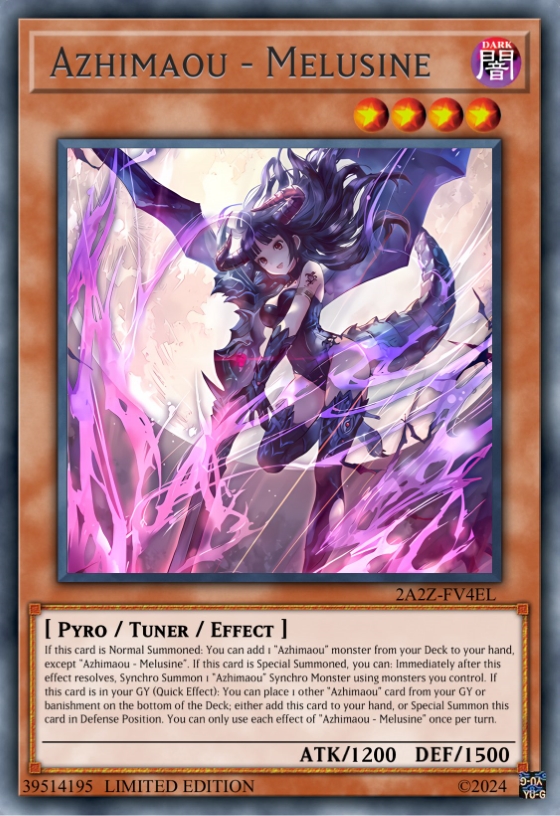 Azhimaou - Melusine
DARK
闇
2A2Z-FV4EL
[ Pyro / Tuner / Effect ]
If this card is Normal Summoned: You can add 1 "Azhimaou" monster from your Deck to your hand,
except "Azhimaou - Melusine". If this card is Special Summoned, you can: Immediately after this
effect resolves, Synchro Summon 1 "Azhimaou" Synchro Monster using monsters you control. If
this card is in your GY (Quick Effect): You can place 1 other "Azhimaou" card from your GY or
banishment on the bottom of the Deck; either add this card to your hand, or Special Summon this
card in Defense Position. You can only use each effect of "Azhimaou - Melusine" once per turn.
ATK/1200 DEF/1500
39514195 LIMITED EDITION ©2024
YU-G
YU-G